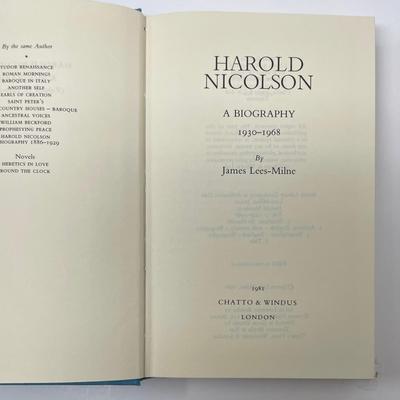 By the same Author
*
TUDOR RENAISSANCE
ROMAN MORNINGS
BAROQUE IN ITALY
ANOTHER SELF
EARLS OF CREATION
SAINT PETER'S
COUNTRY HOUSES – BAROQUE
ANCESTRAL VOICES
WILLIAM BECKFORD
PROPHESYING PEACE
HAROLD NICOLSON
BIOGRAPHY 1886–1929
Novels
HERETICS IN LOVE
ROUND THE CLOCK
HAROLD
NICOLSON
A BIOGRAPHY
1930–1968
By
James Lees-Milne
1981
CHATTO & WINDUS
LONDON